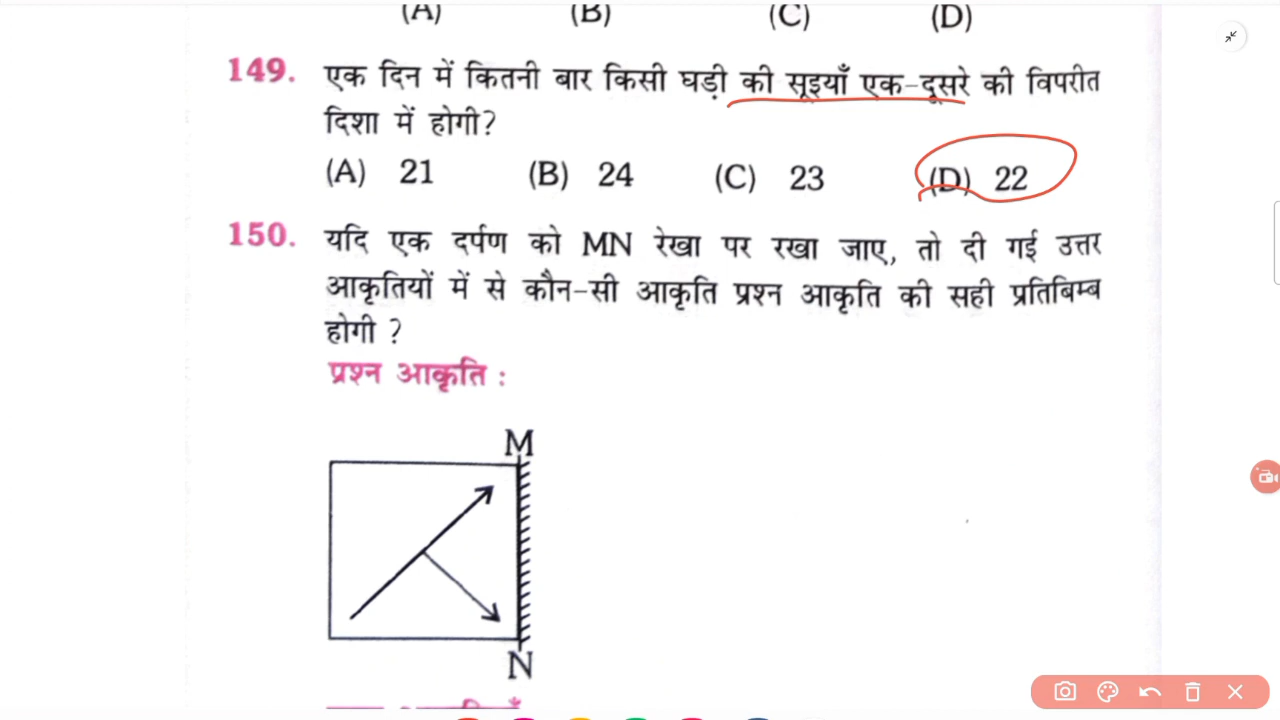 (A) (B) (C) (D)
149. एक दिन में कितनी बार किसी घड़ी की सूइयाँ एक-दूसरे की विपरीत
दिशा में होगी?
(A) 21 (B) 24 (C) 23 (D) 22
150. यदि एक दर्पण को MN रेखा पर रखा जाए, तो दी गई उत्तर
आकृतियों में से कौन-सी आकृति प्रश्न आकृति की सही प्रतिबिम्ब
होगी ?
प्रश्न आकृति :
M
N